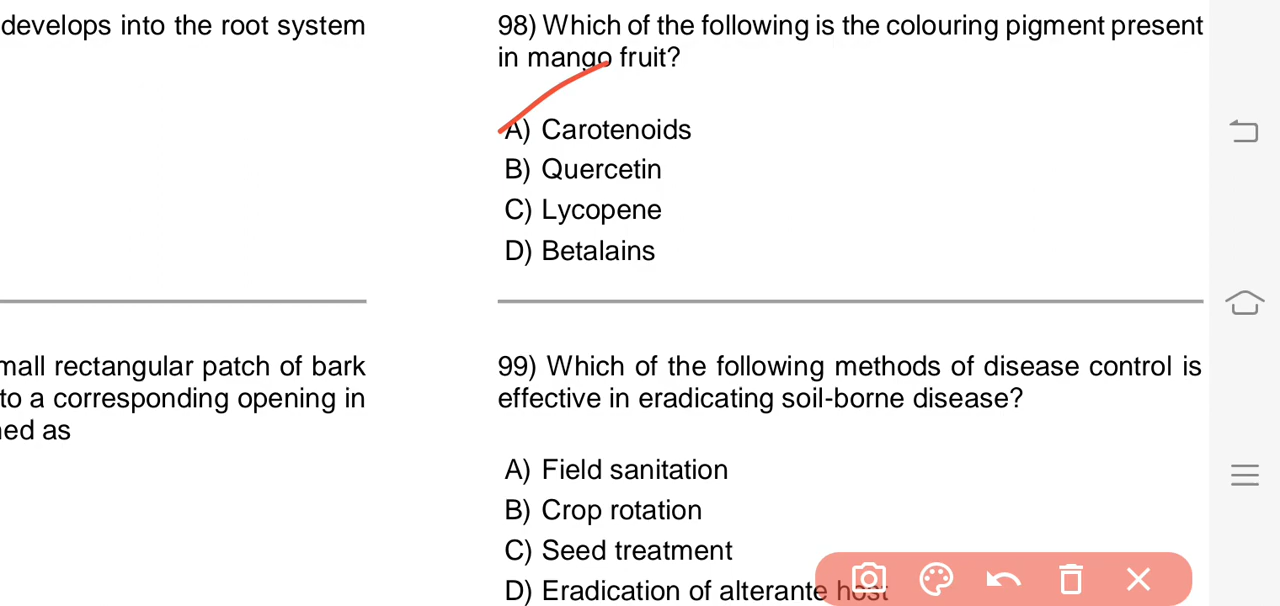 develops into the root system
mall rectangular patch of bark
to a corresponding opening in
ed as
98) Which of the following is the colouring pigment present
in mango fruit?
A) Carotenoids
B) Quercetin
C) Lycopene
D) Betalains
99) Which of the following methods of disease control is
effective in eradicating soil-borne disease?
A) Field sanitation
B) Crop rotation
C) Seed treatment
D) Eradication of alterante host